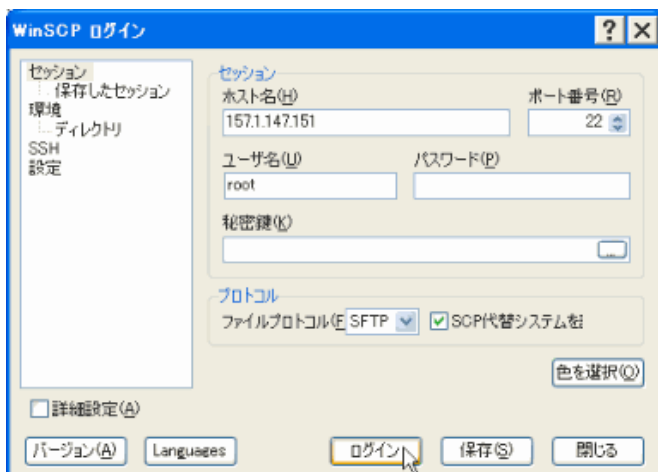 WinSCP ログイン
セッション
保存したセッション
環境
ディレクトリ
SSH
設定
セッション
ホスト名(H)
ポート番号(R)
157.1.147.151
22
ユーザ名(U)
パスワード(P)
root
秘密鍵(K)
...
プロトコル
ファイルプロトコル(F
SFTP
SCP代替システムを
色を選択(O)
詳細設定(A)
バージョン(A)
Languages
ログイン
保存(S)
閉じる